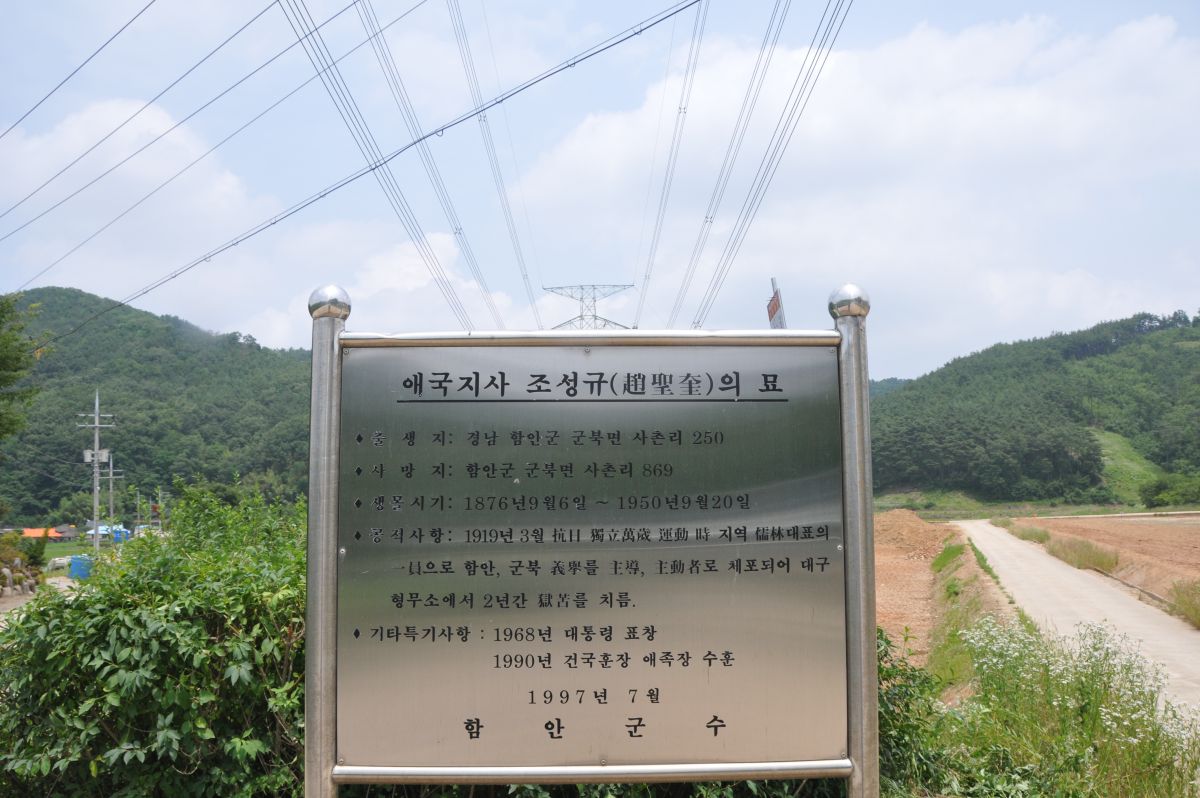 애국지사 조성규(趙聖奎)의 묘
♦ 출 생 지: 경남 함안군 군북면 사촌리 250
♦ 사 망 지: 함안군 군북면 사촌리 869
♦ 생몰시기: 1876년9월6일 ~ 1950년9월20일
♦ 공적사항: 1919년 3월 抗日 獨立萬歲 運動 時 지역 儒林대표의
一員으로 함안, 군북 義擧를 主導, 主動者로 체포되어 대구
형무소에서 2년간 獄苦를 치름.
♦ 기타특기사항 : 1968년 대통령 표창
1990년 건국훈장 애족장 수훈
1997년 7월
함 안 군 수